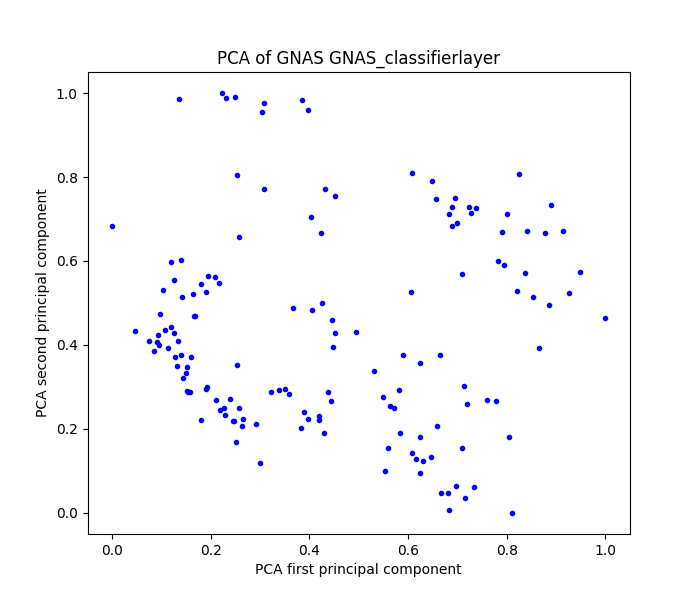 PCA of GNAS GNAS_classifierlayer
1.0
0.8
0.6
0.4
0.2
0.0
PCA second principal component
0.0 0.2 0.4 0.6 0.8 1.0
PCA first principal component